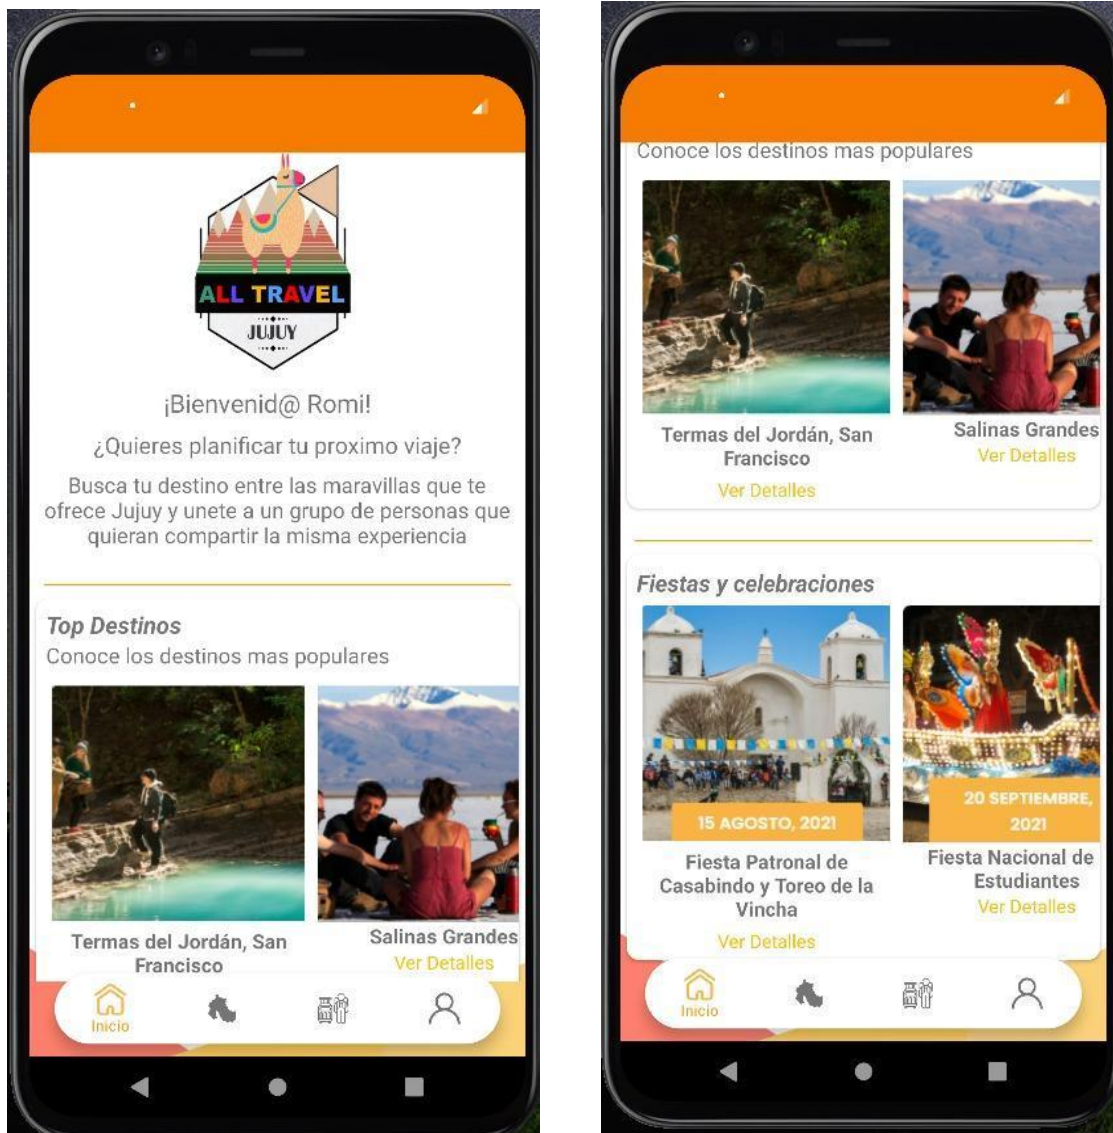 ALL TRAVEL
JUJUY
¡Bienvenid@ Romi!
¿Quieres planificar tu proximo viaje?
Busca tu destino entre las maravillas que te
ofrece Jujuy y unete a un grupo de personas que
quieran compartir la misma experiencia
Top Destinos
Conoce los destinos mas populares
Termas del Jordán, San
Francisco
Salinas Grandes
Ver Detalles
Inicio
Conoce los destinos mas populares
Termas del Jordán, San
Francisco
Ver Detalles
Salinas Grandes
Ver Detalles
Fiestas y celebraciones
15 AGOSTO, 2021
Fiesta Patronal de
Casabindo y Toreo de la
Vincha
Ver Detalles
20 SEPTIEMBRE,
2021
Fiesta Nacional de
Estudiantes
Ver Detalles
Inicio